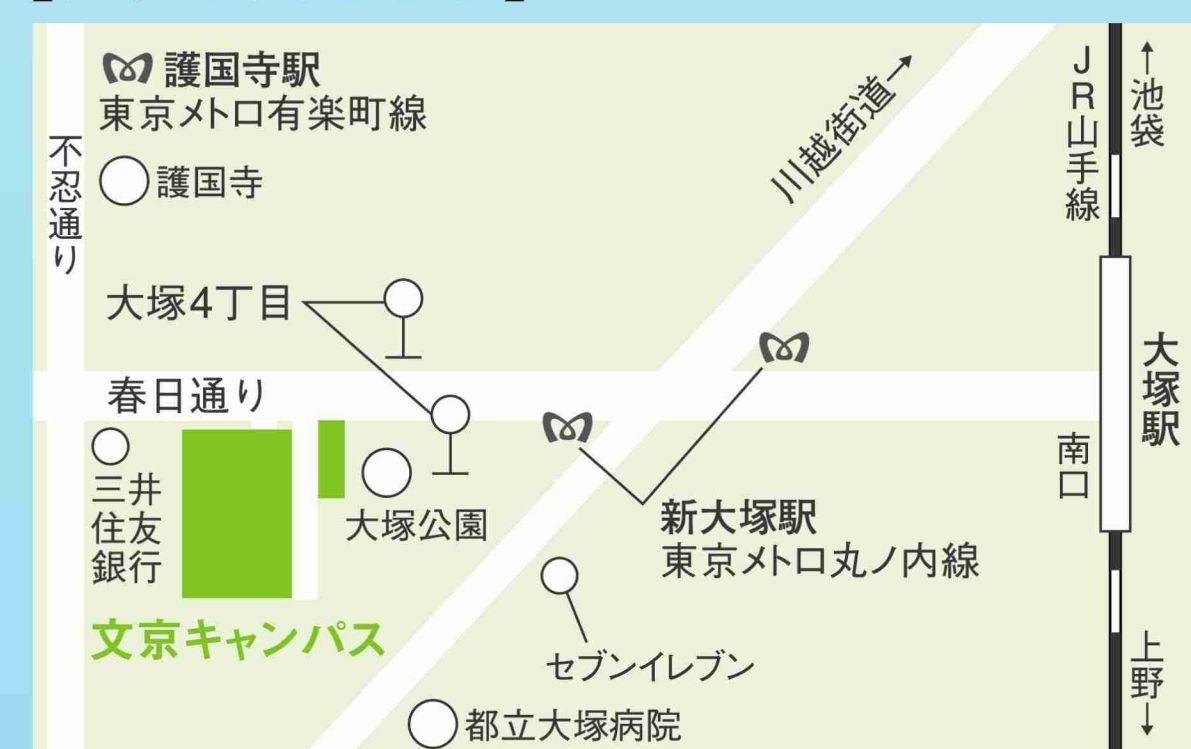 護国寺駅
東京メトロ有楽町線
護国寺
不忍通り
川越街道→
JR山手線
↑池袋
大塚4丁目
春日通り
大塚駅
南口
三井
住友
銀行
大塚公園
新大塚駅
東京メトロ丸ノ内線
文京キャンパス
セブンイレブン
上野↓
都立大塚病院